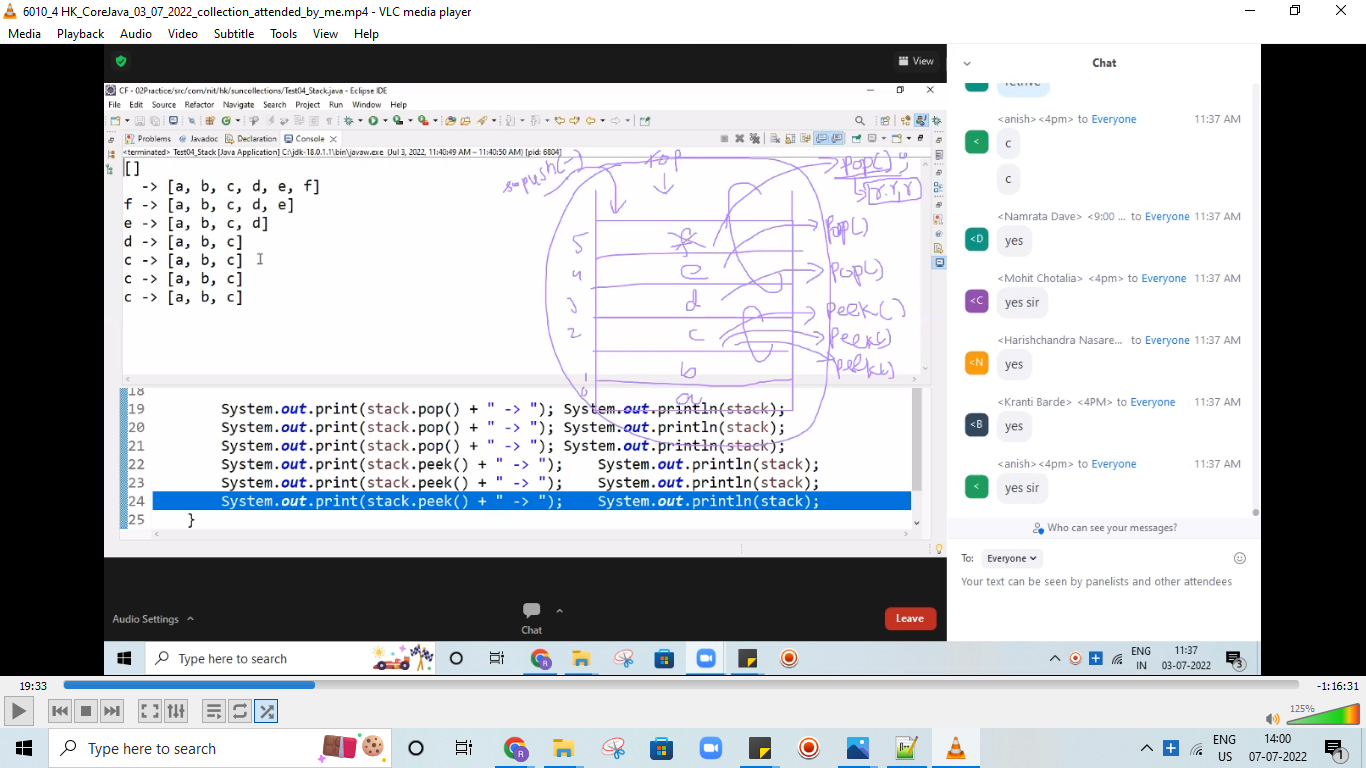 6010_4 HK_CoreJava_03_07_2022_collection_attended_by_me.mp4 - VLC media player
Media Playback Audio Video Subtitle Tools View Help
View
CF - 02Practice/src/com/nit/hk/suncollections/Test04_Stack.java - Eclipse IDE
File Edit Source Refactor Navigate Search Project Run Window Help
Problems Javadoc Declaration Console
<terminated> Test04_Stack [Java Application] C:\jdk-18.0.1.1\bin\javaw.exe (Jul 3, 2022, 11:40:49 AM – 11:40:50 AM) [pid: 6804]
[]
-> [a, b, c, d, e, f]
f -> [a, b, c, d, e]
e -> [a, b, c, d]
d -> [a, b, c]
c -> [a, b, c]
c -> [a, b, c]
c -> [a, b, c]
push(-)
TOP
pop();
5 f pop()
4 e pop()
3 d peek()
2 c peek()
peek()
1 b
0 a
18
19 System.out.print(stack.pop() + " -> "); System.out.println(stack);
20 System.out.print(stack.pop() + " -> "); System.out.println(stack);
21 System.out.print(stack.pop() + " -> "); System.out.println(stack);
22 System.out.print(stack.peek() + " -> "); System.out.println(stack);
23 System.out.print(stack.peek() + " -> "); System.out.println(stack);
24 System.out.print(stack.peek() + " -> "); System.out.println(stack);
25 }
Audio Settings
Chat
Leave
Chat
<anish> <4pm> to Everyone 11:37 AM
c
c
<Namrata Dave> <9:00 ... to Everyone 11:37 AM
<D
yes
<Mohit Chotalia> <4pm> to Everyone 11:37 AM
<C
yes sir
<Harishchandra Nasare... to Everyone 11:37 AM
<N
yes
<Kranti Barde> <4PM> to Everyone 11:37 AM
<B
yes
<anish> <4pm> to Everyone 11:37 AM
<
yes sir
Who can see your messages?
To: Everyone
Your text can be seen by panelists and other attendees
Type here to search
R
ENG
IN
11:37
03-07-2022
3
19:33
-1:16:31
125%
Type here to search
R
ENG
US
14:00
07-07-2022
1